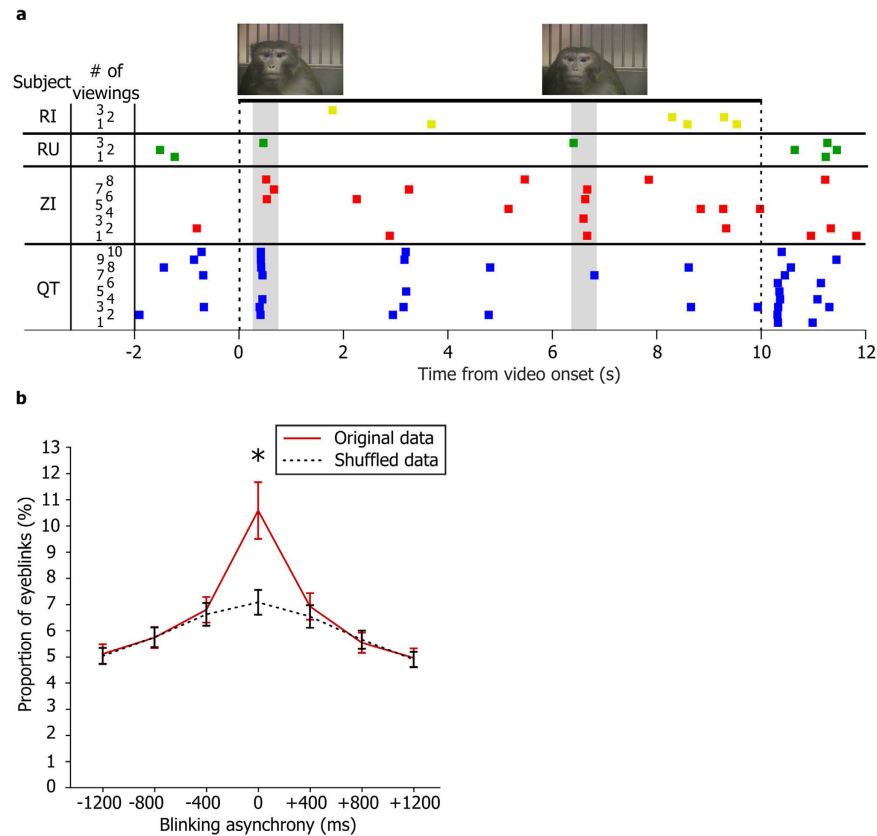 a
Subject
# of
viewings
RI
3
2
1
RU
3
2
1
ZI
8
7
6
5
4
3
2
1
QT
10
9
8
7
6
5
4
3
2
1
-2 0 2 4 6 8 10 12
Time from video onset (s)
b
Original data
Shuffled data
*
Proportion of eyeblinks (%)
13
12
11
10
9
8
7
6
5
4
3
2
1
0
-1200 -800 -400 0 +400 +800 +1200
Blinking asynchrony (ms)